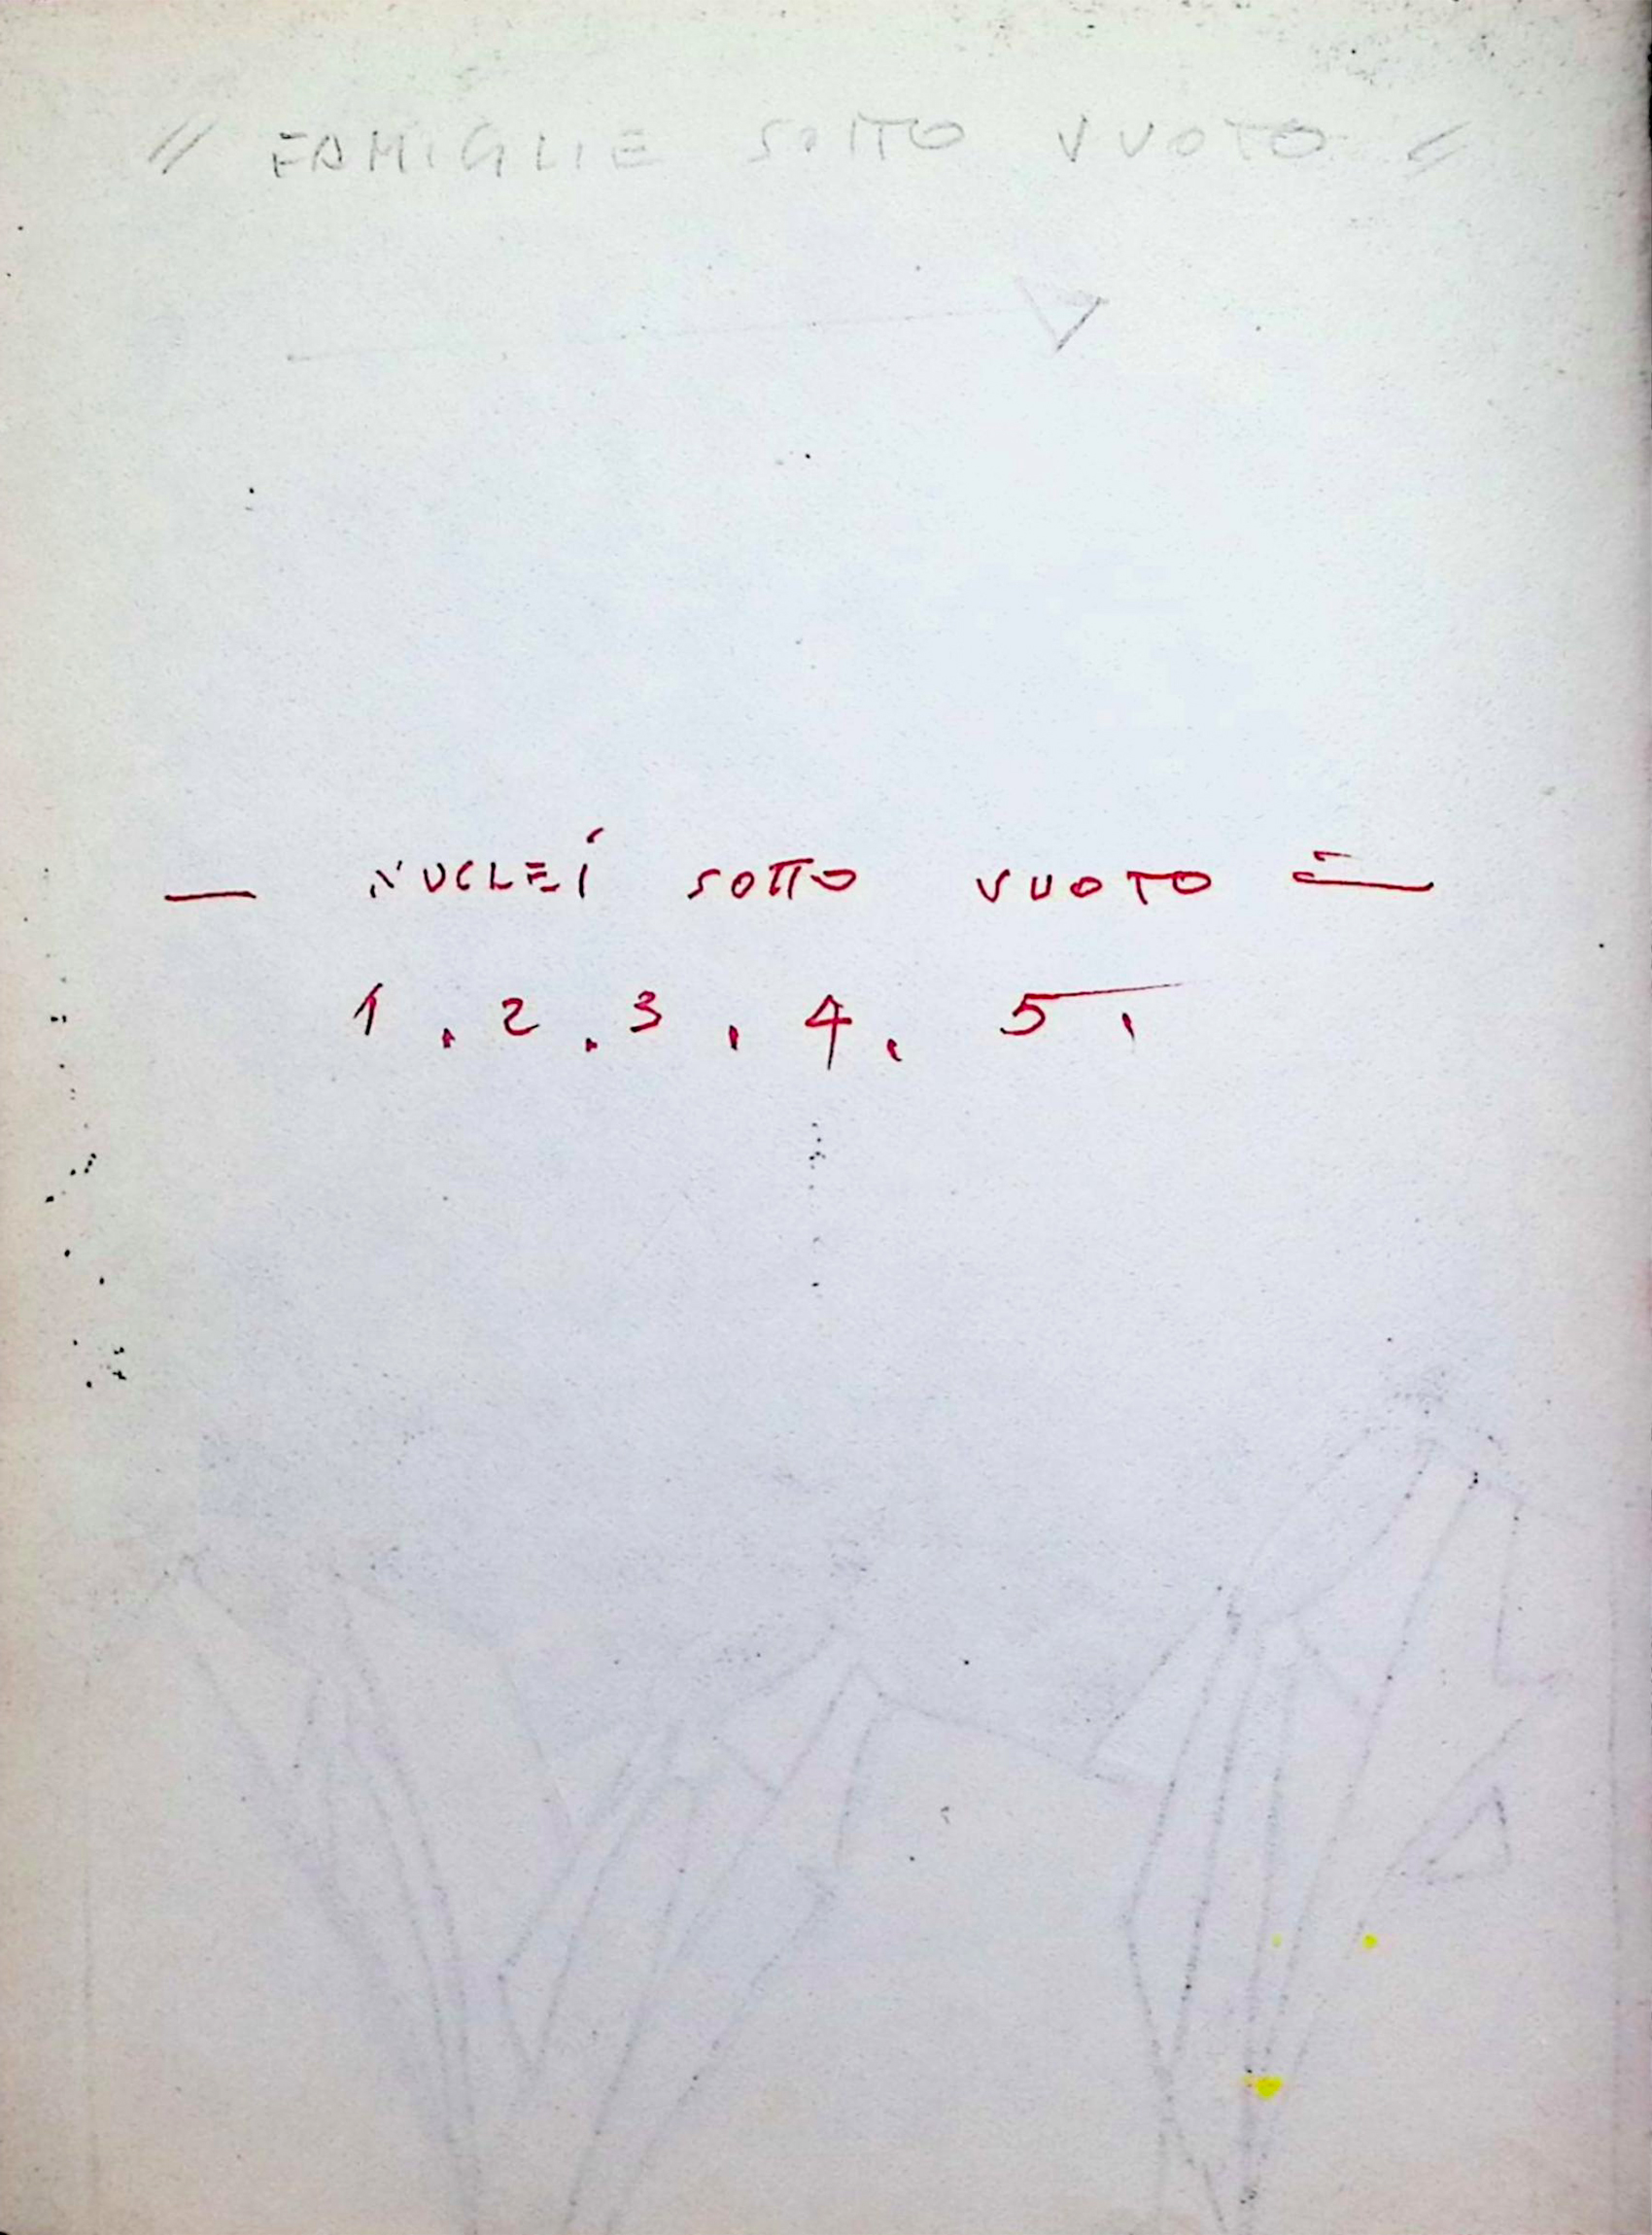 // FAMIGLIE SOTTO VUOTO //
— NUCLEI SOTTO VUOTO =
1 . 2 . 3 . 4 . 5 .